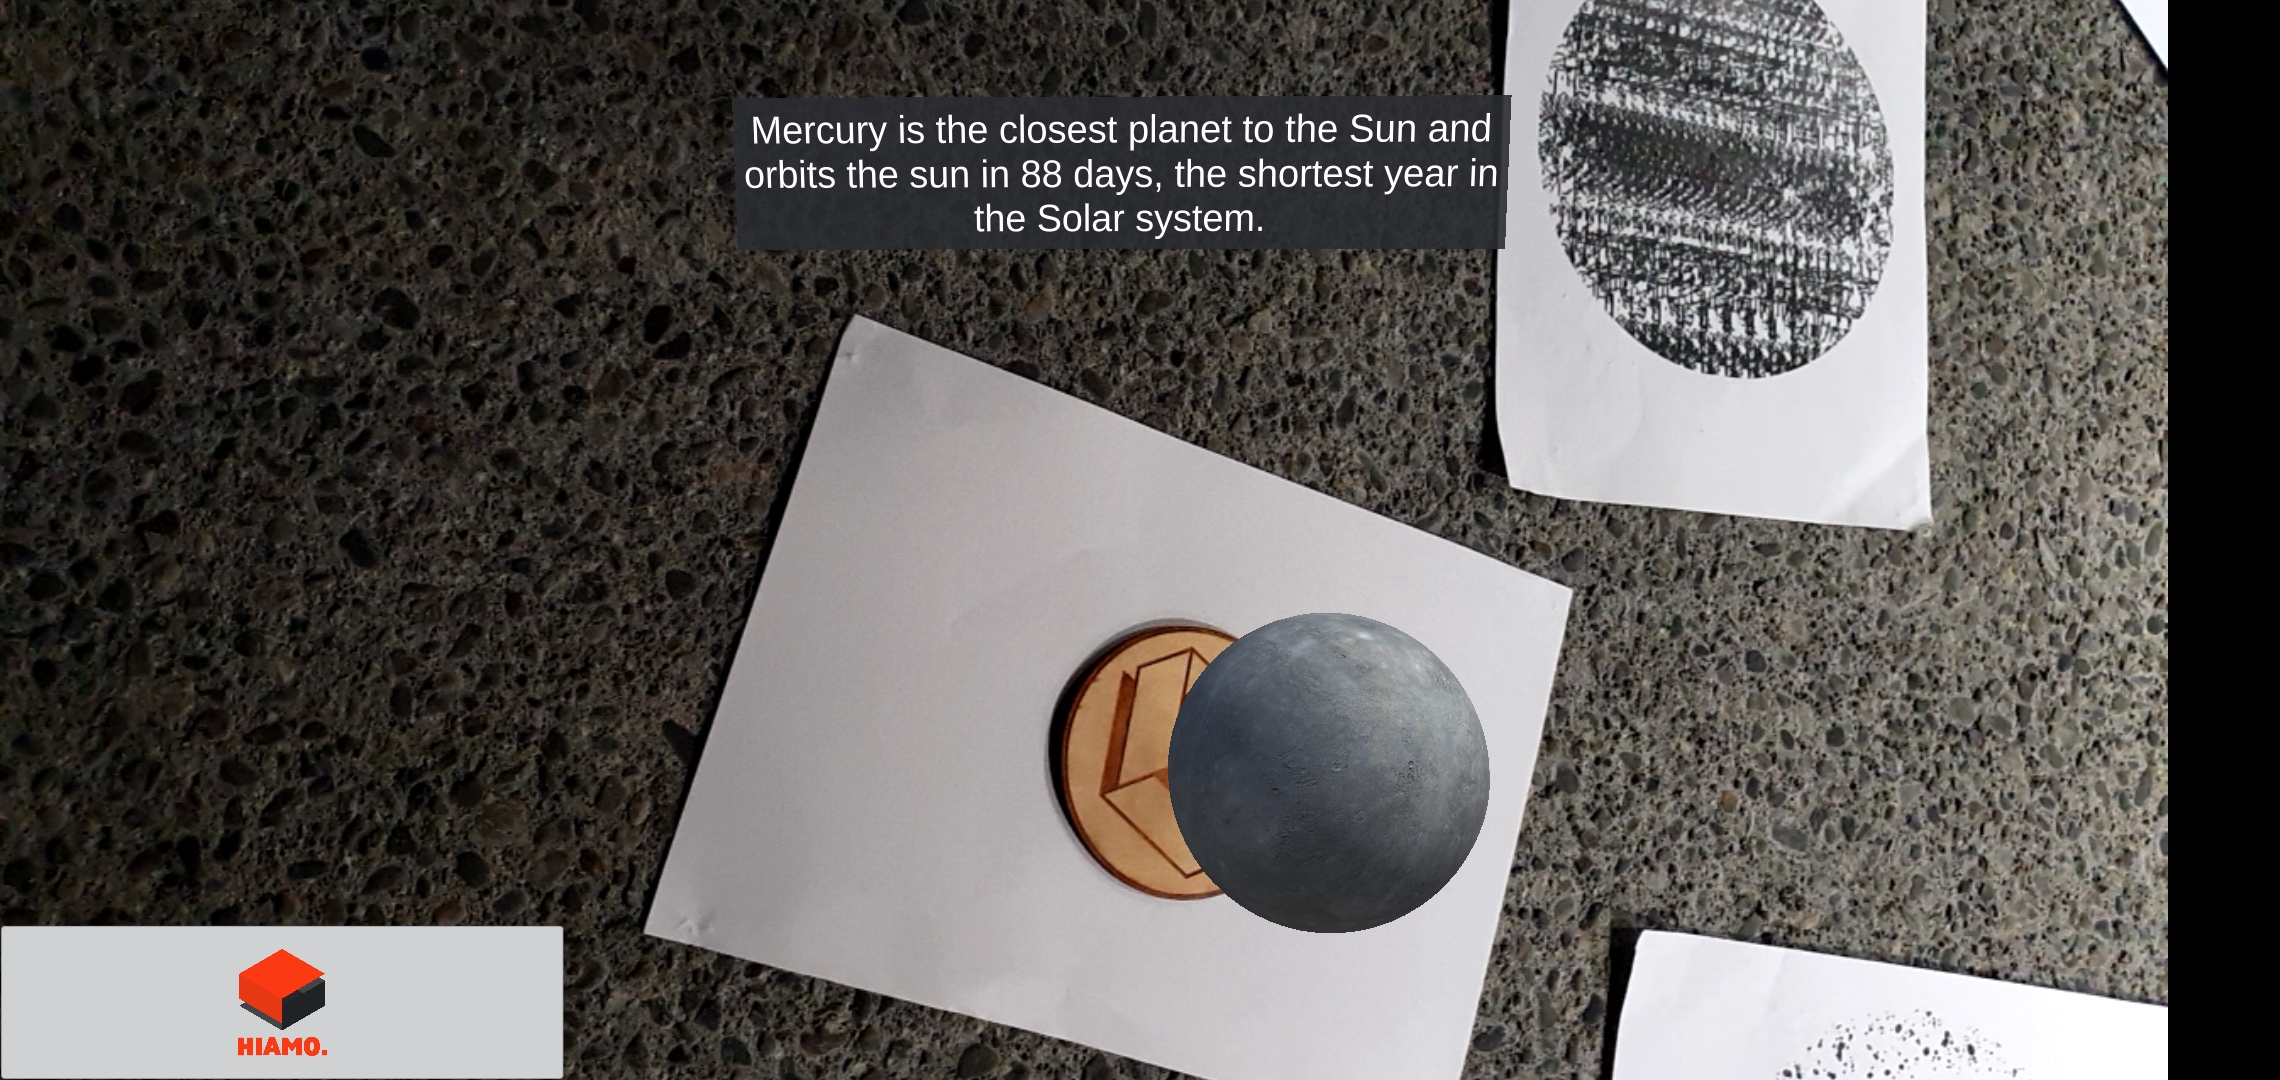 Mercury is the closest planet to the Sun and
orbits the sun in 88 days, the shortest year in
the Solar system.
HIAMO.